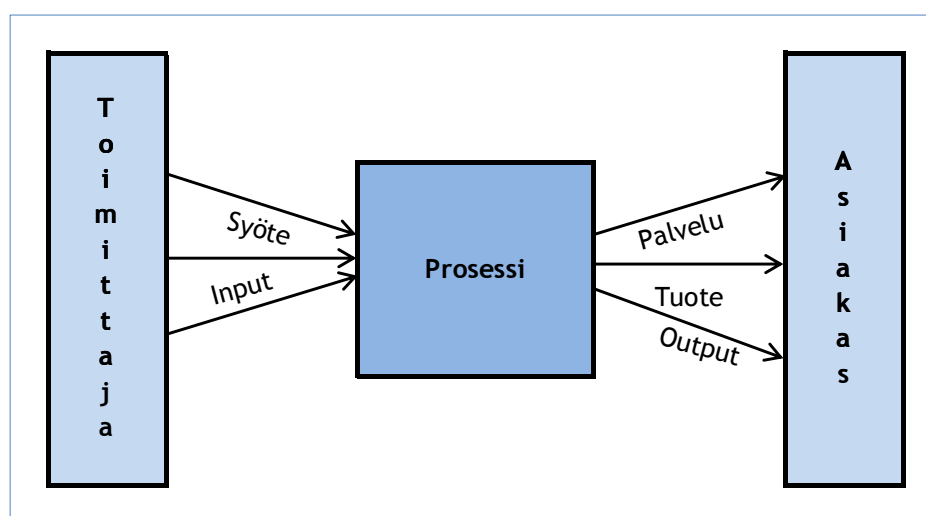 Toimittaja
Syöte
Input
Prosessi
Palvelu
Tuote
Output
Asiakas